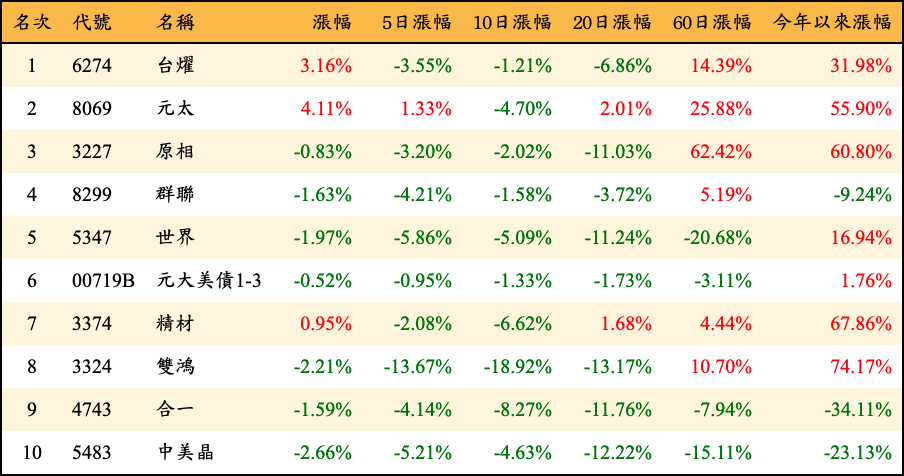 名次 代號 名稱 漲幅 5日漲幅 10日漲幅 20日漲幅 60日漲幅 今年以來漲幅
1 6274 台燿 3.16% -3.55% -1.21% -6.86% 14.39% 31.98%
2 8069 元太 4.11% 1.33% -4.70% 2.01% 25.88% 55.90%
3 3227 原相 -0.83% -3.20% -2.02% -11.03% 62.42% 60.80%
4 8299 群聯 -1.63% -4.21% -1.58% -3.72% 5.19% -9.24%
5 5347 世界 -1.97% -5.86% -5.09% -11.24% -20.68% 16.94%
6 00719B 元大美債1-3 -0.52% -0.95% -1.33% -1.73% -3.11% 1.76%
7 3374 精材 0.95% -2.08% -6.62% 1.68% 4.44% 67.86%
8 3324 雙鴻 -2.21% -13.67% -18.92% -13.17% 10.70% 74.17%
9 4743 合一 -1.59% -4.14% -8.27% -11.76% -7.94% -34.11%
10 5483 中美晶 -2.66% -5.21% -4.63% -12.22% -15.11% -23.13%